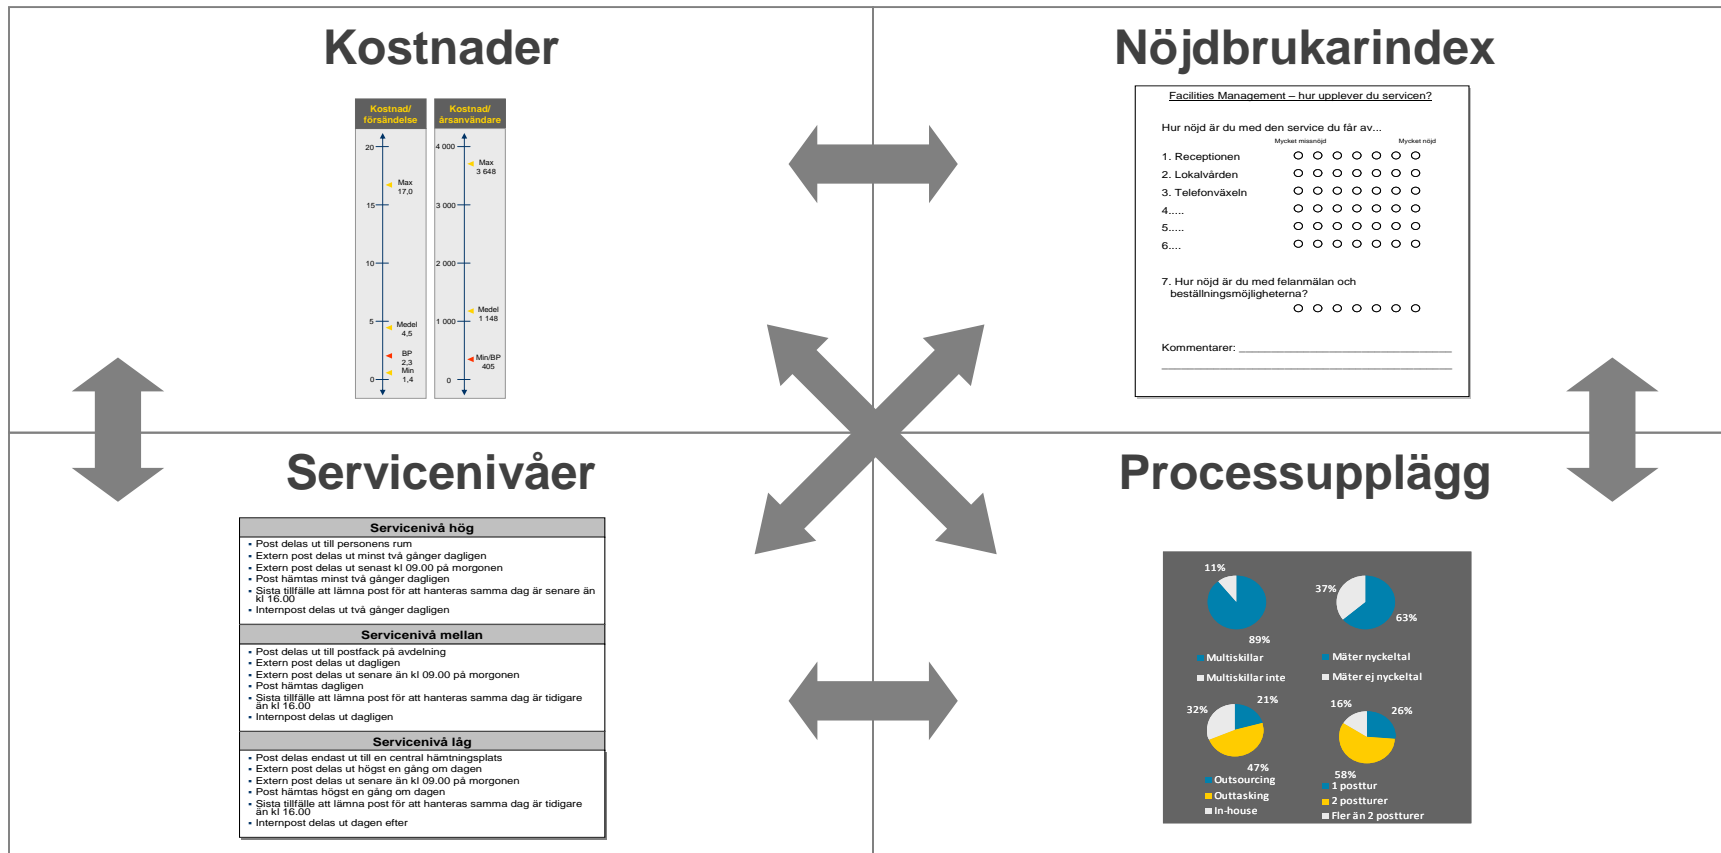 Kostnader
Kostnad/
försändelse
20
Max
17,0
15
10
5
Medel
4,5
BP
2,3
Min
1,4
0
Kostnad/
årsanvändare
4 000
Max
3 648
3 000
2 000
Medel
1 148
1 000
Min/BP
405
0
Nöjdbrukarindex
Facilities Management – hur upplever du servicen?
Hur nöjd är du med den service du får av...
Mycket missnöjd Mycket nöjd
1. Receptionen
2. Lokalvården
3. Telefonväxeln
4.....
5.....
6....
7. Hur nöjd är du med felanmälan och
beställningsmöjligheterna?
Kommentarer: ____________________________________
_________________________________________________
Servicenivåer
Servicenivå hög
▪ Post delas ut till personens rum
▪ Extern post delas ut minst två gånger dagligen
▪ Extern post delas ut senast kl 09.00 på morgonen
▪ Post hämtas minst två gånger dagligen
▪ Sista tillfälle att lämna post för att hanteras samma dag är senare än
kl 16.00
▪ Internpost delas ut två gånger dagligen
Servicenivå mellan
▪ Post delas ut till postfack på avdelning
▪ Extern post delas ut dagligen
▪ Extern post delas ut senare än kl 09.00 på morgonen
▪ Post hämtas dagligen
▪ Sista tillfälle att lämna post för att hanteras samma dag är tidigare
än kl 16.00
▪ Internpost delas ut dagligen
Servicenivå låg
▪ Post delas endast ut till en central hämtningsplats
▪ Extern post delas ut högst en gång om dagen
▪ Extern post delas ut senare än kl 09.00 på morgonen
▪ Post hämtas högst en gång om dagen
▪ Sista tillfälle att lämna post för att hanteras samma dag är tidigare
än kl 16.00
▪ Internpost delas ut dagen efter
Processupplägg
11%
89%
Multiskillar
Multiskillar inte
37%
63%
Mäter nyckeltal
Mäter ej nyckeltal
32%
21%
47%
Outsourcing
Outtasking
In-house
16%
26%
58%
1 posttur
2 postturer
Fler än 2 postturer